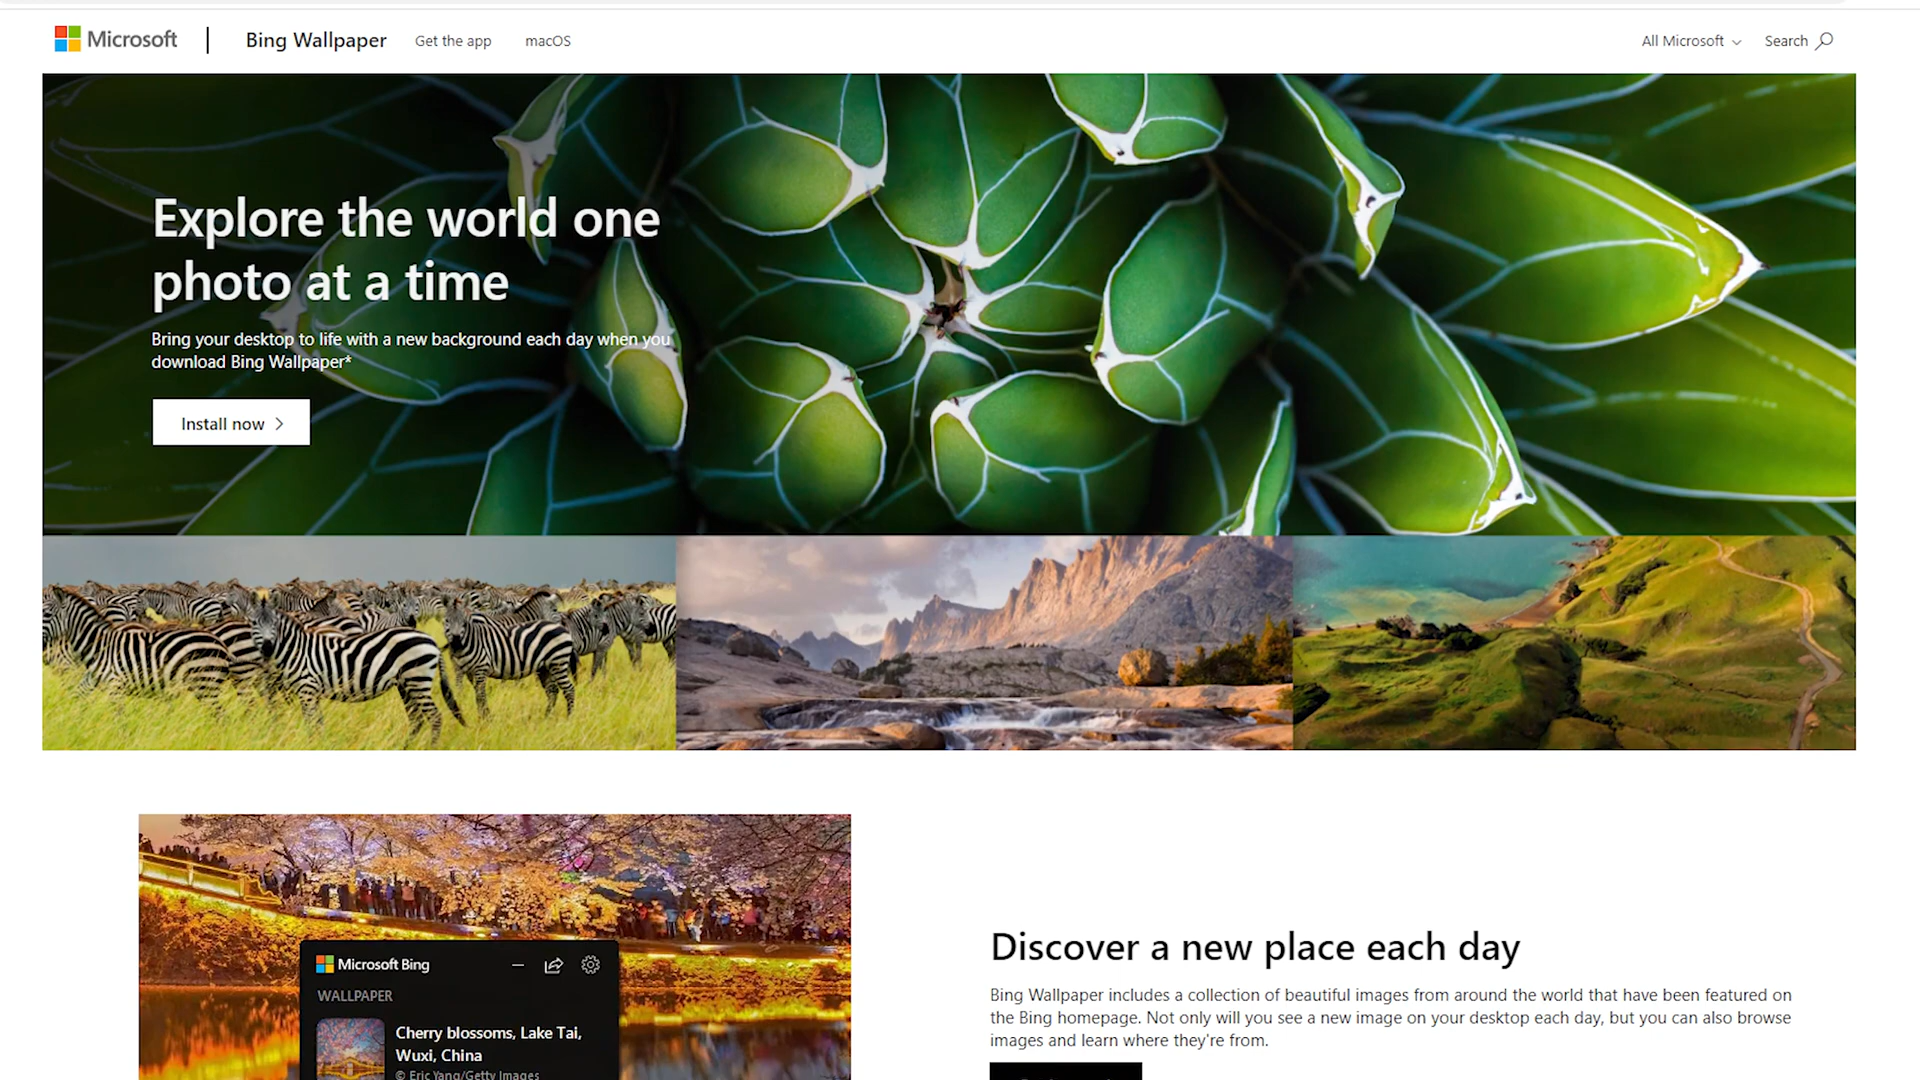 Microsoft
Bing Wallpaper
Get the app
macOS
All Microsoft
Search
Explore the world one
photo at a time
Bring your desktop to life with a new background each day when you
download Bing Wallpaper*
Install now
Microsoft Bing
WALLPAPER
Cherry blossoms, Lake Tai,
Wuxi, China
© Eric Yang/Getty Images
Discover a new place each day
Bing Wallpaper includes a collection of beautiful images from around the world that have been featured on
the Bing homepage. Not only will you see a new image on your desktop each day, but you can also browse
images and learn where they're from.